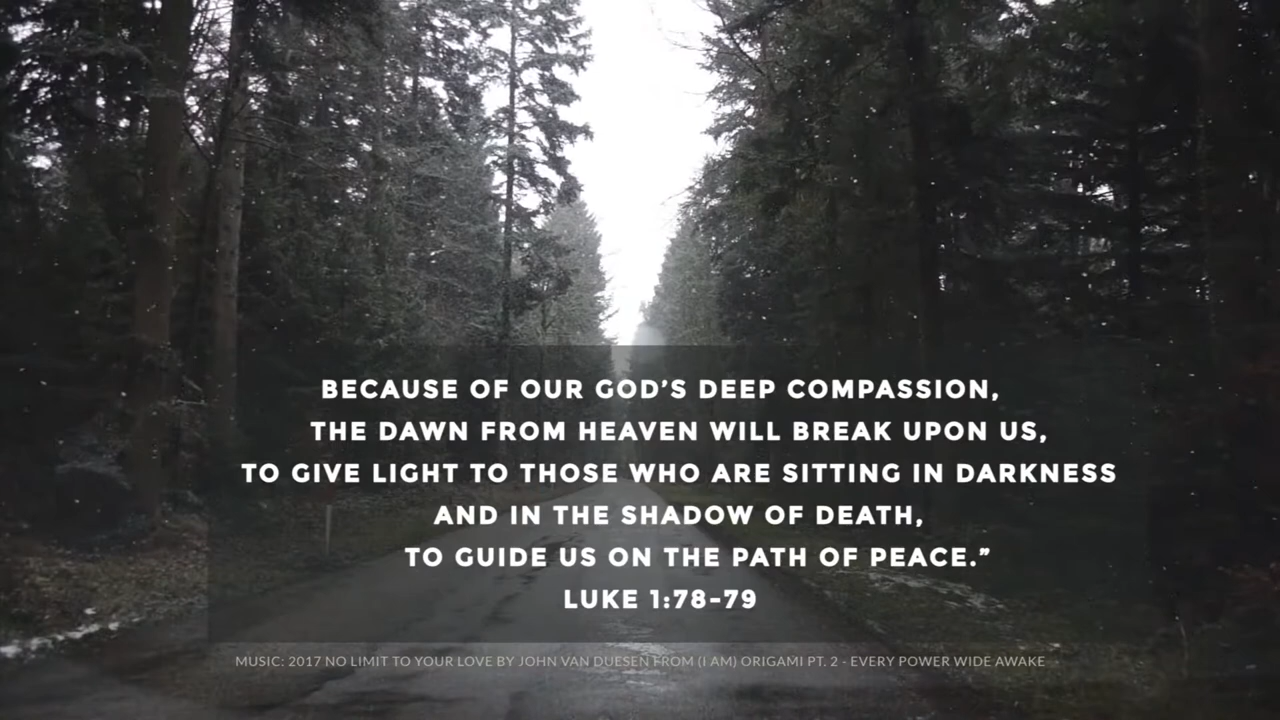 BECAUSE OF OUR GOD’S DEEP COMPASSION,
THE DAWN FROM HEAVEN WILL BREAK UPON US,
TO GIVE LIGHT TO THOSE WHO ARE SITTING IN DARKNESS
AND IN THE SHADOW OF DEATH,
TO GUIDE US ON THE PATH OF PEACE.”
LUKE 1:78-79
MUSIC: 2017 NO LIMIT TO YOUR LOVE BY JOHN VAN DUESEN FROM (I AM) ORIGAMI PT. 2 - EVERY POWER WIDE AWAKE